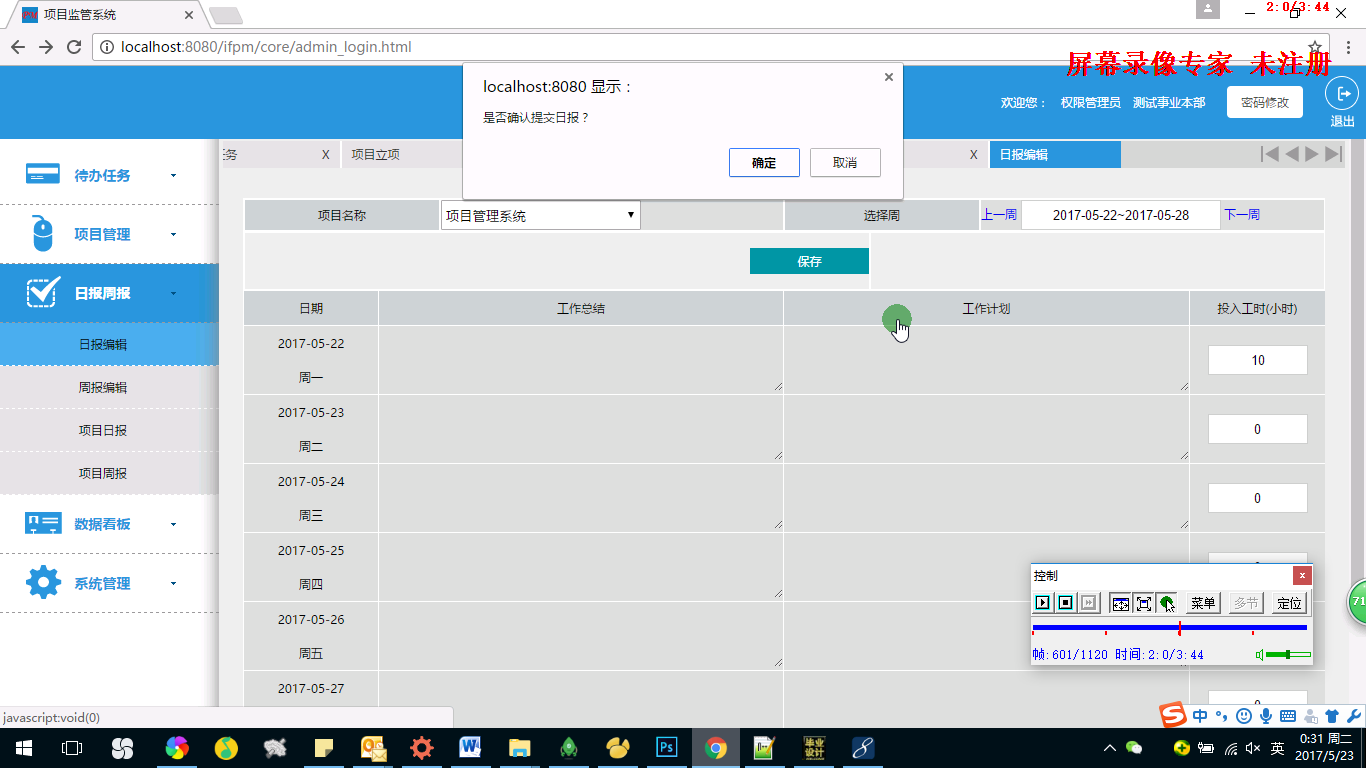 项目监管系统
2:0/3:44
localhost:8080/ifpm/core/admin_login.html
屏幕录像专家 未注册
localhost:8080 显示：
是否确认提交日报？
确定
取消
欢迎您： 权限管理员 测试事业本部
密码修改
退出
任务 X
项目立项
X
日报编辑
待办任务
项目管理
日报周报
日报编辑
周报编辑
项目日报
项目周报
数据看板
系统管理
项目名称
项目管理系统
选择周
上一周
2017-05-22~2017-05-28
下一周
保存
日期 工作总结 工作计划 投入工时(小时)
2017-05-22
周一
10
2017-05-23
周二
0
2017-05-24
周三
0
2017-05-25
周四
2017-05-26
周五
2017-05-27
控制
菜单 多节 定位
帧:601/1120 时间:2:0/3:44
71
javascript:void(0)
中
W
Ps
毕业
设计
英
0:31 周二
2017/5/23